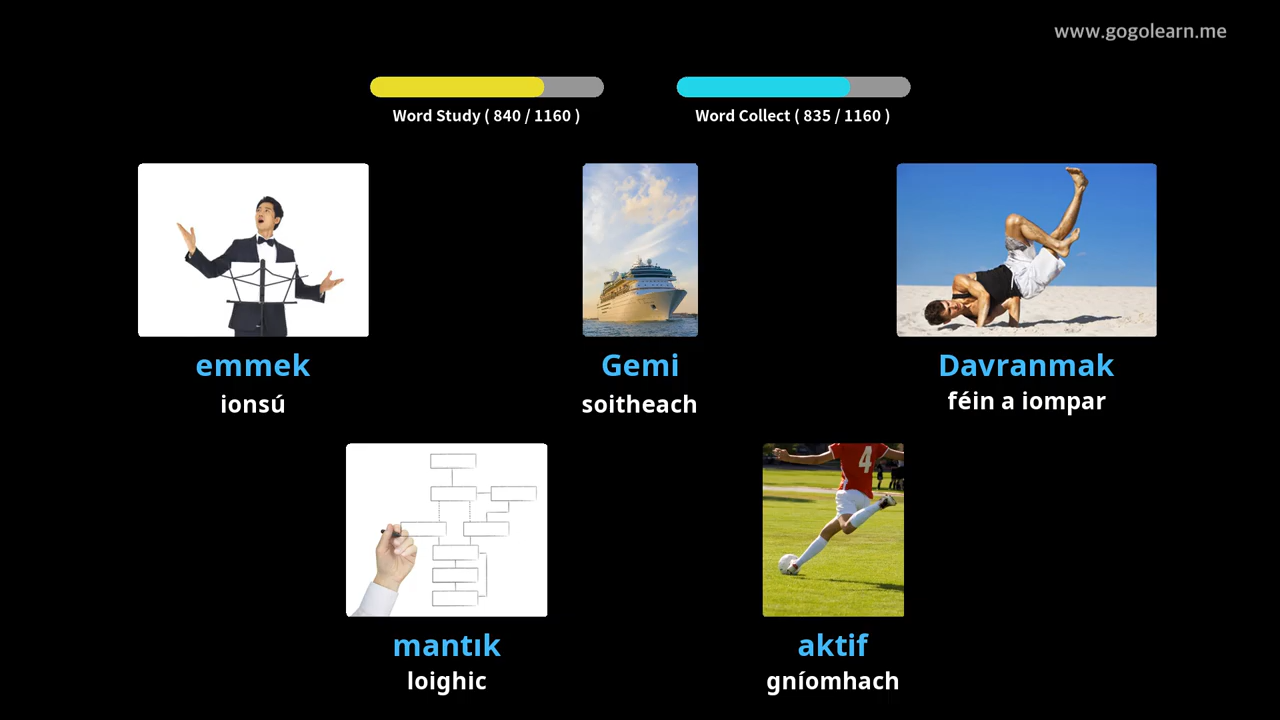 www.gogolearn.me
Word Study ( 840 / 1160 )
Word Collect ( 835 / 1160 )
emmek
ionsú
Gemi
soitheach
Davranmak
féin a iompar
4
mantık
loighic
aktif
gníomhach